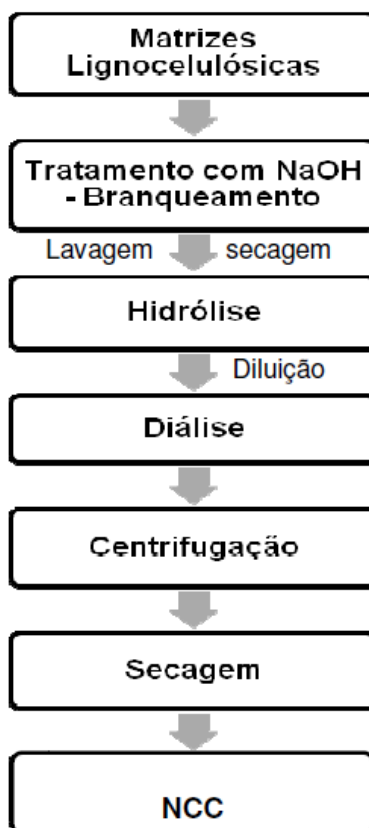 Matrizes
Lignocelulósicas
Tratamento com NaOH
- Branqueamento
Lavagem secagem
Hidrólise
Diluição
Diálise
Centrifugação
Secagem
NCC